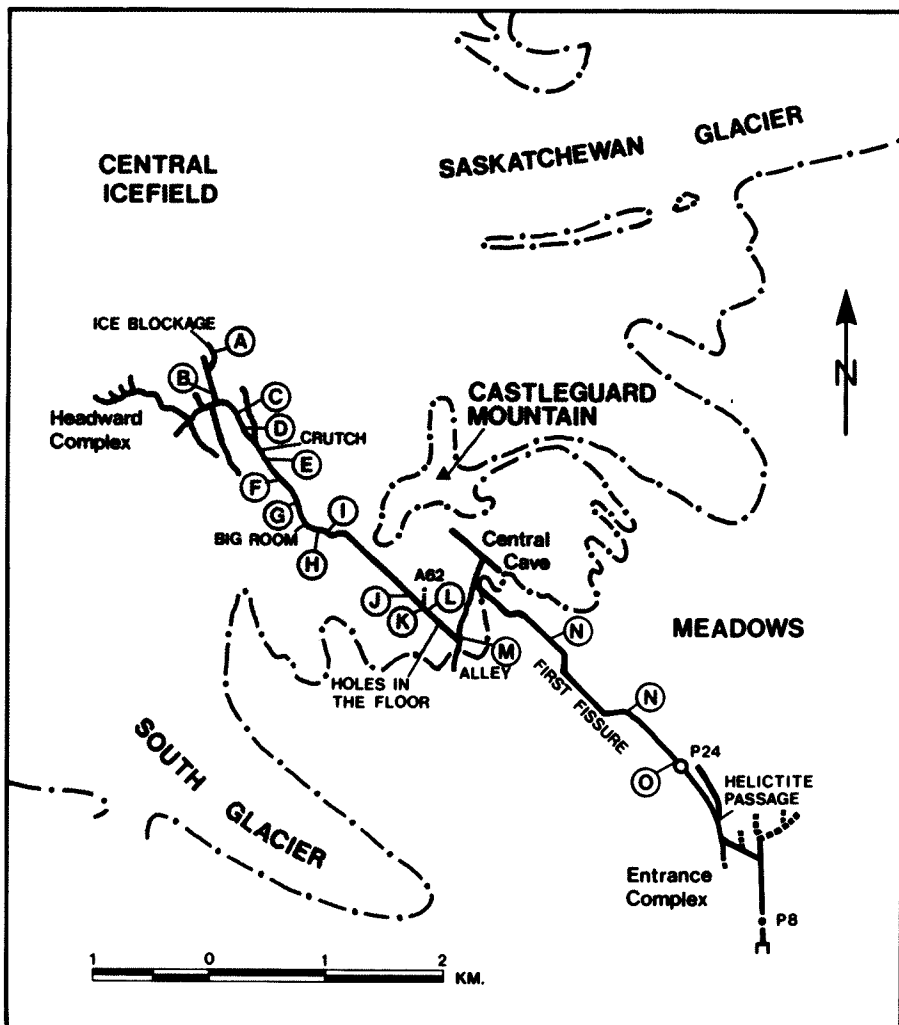 SASKATCHEWAN GLACIER
CENTRAL
ICEFIELD
ICE BLOCKAGE
A
N
B
C
CASTLEGUARD
MOUNTAIN
Headward
Complex
D
CRUTCH
E
F
G
I
BIG ROOM
H
Central
Cave
A62
J
L
K
N
MEADOWS
M
ALLEY
HOLES IN
THE FLOOR
FIRST FISSURE
N
SOUTH
GLACIER
P24
O
HELICTITE
PASSAGE
Entrance
Complex
P8
1 0 1 2
KM.